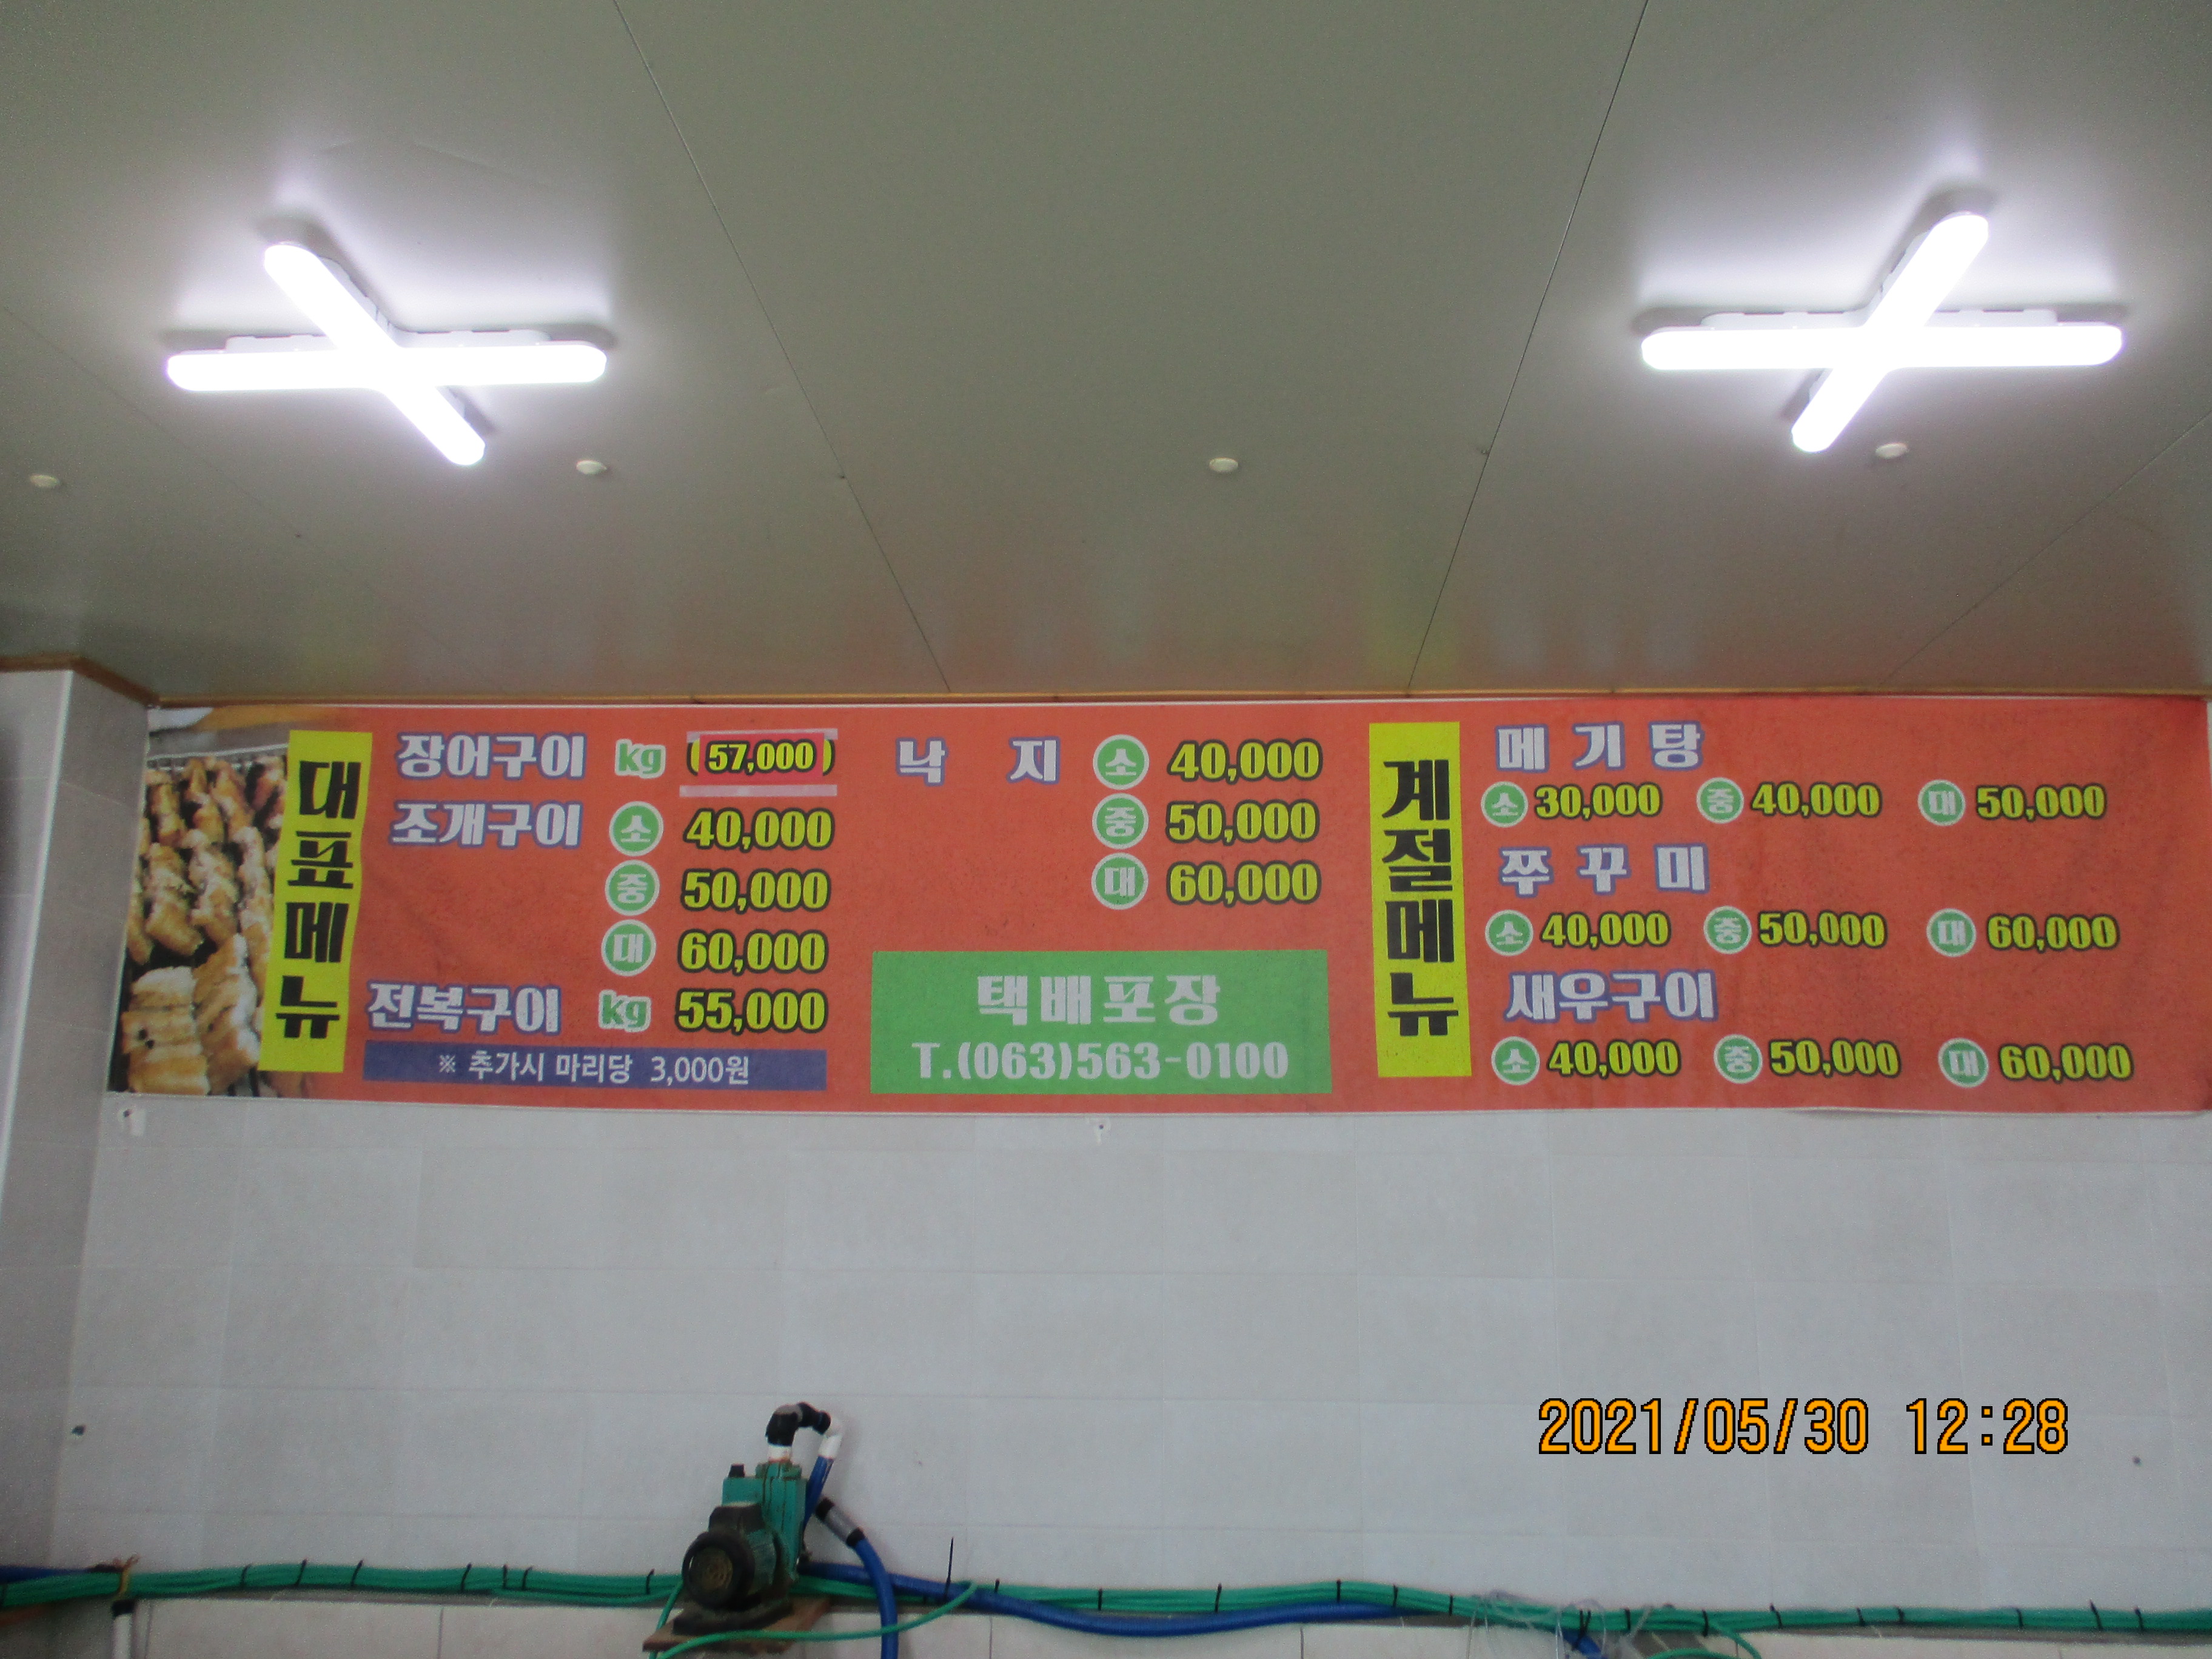 대표메뉴
장어구이 kg (57,000)
조개구이 소 40,000
중 50,000
대 60,000
전복구이 kg 55,000
※ 추가시 마리당 3,000원
낙 지 소 40,000
중 50,000
대 60,000
택배포장
T.(063)563-0100
계절메뉴
메기탕
소 30,000 중 40,000 대 50,000
쭈꾸미
소 40,000 중 50,000 대 60,000
새우구이
소 40,000 중 50,000 대 60,000
2021/05/30 12:28